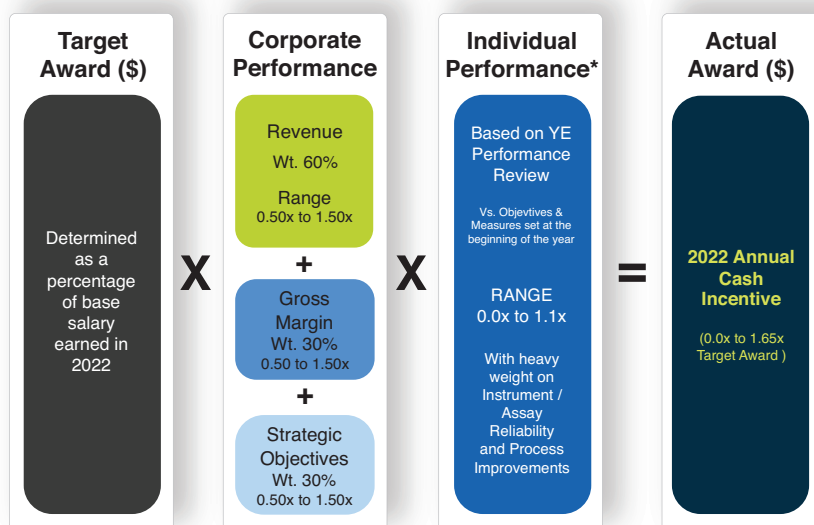 Target
Award ($)
Determined
as a
percentage
of base
salary
earned in
2022
X
Corporate
Performance
Revenue
Wt. 60%
Range
0.50x to 1.50x
+
Gross
Margin
Wt. 30%
0.50 to 1.50x
+
Strategic
Objectives
Wt. 30%
0.50x to 1.50x
X
Individual
Performance*
Based on YE
Performance
Review
Vs. Objevtives &
Measures set at the
beginning of the year
RANGE
0.0x to 1.1x
With heavy
weight on
Instrument /
Assay
Reliability
and Process
Improvements
=
Actual
Award ($)
2022 Annual
Cash
Incentive
(0.0x to 1.65x
Target Award )